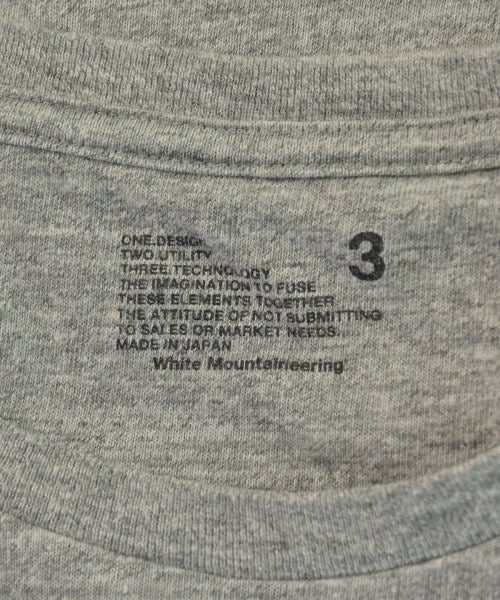 ONE.DESIGN
3
TWO.UTILITY
THREE.TECHNOLOGY
THE IMAGINATION TO FUSE
THESE ELEMENTS TOGETHER
THE ATTITUDE OF NOT SUBMITTING
TO SALES OR MARKET NEEDS.
MADE IN JAPAN
White Mountaineering